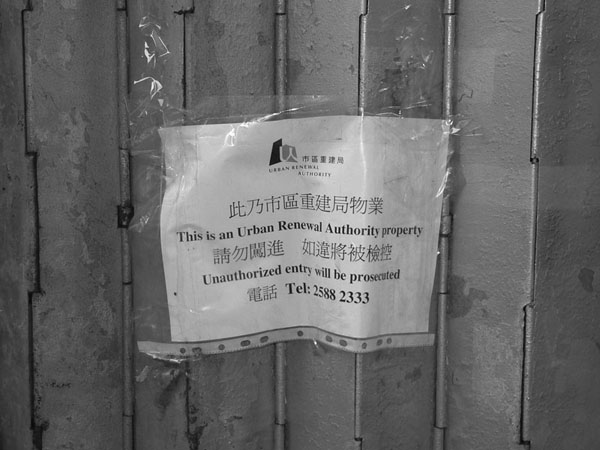 市區重建局
URBAN RENEWAL
AUTHORITY
此乃市區重建局物業
This is an Urban Renewal Authority property
請勿闖進 如違將被檢控
Unauthorized entry will be prosecuted
電話 Tel: 2588 2333